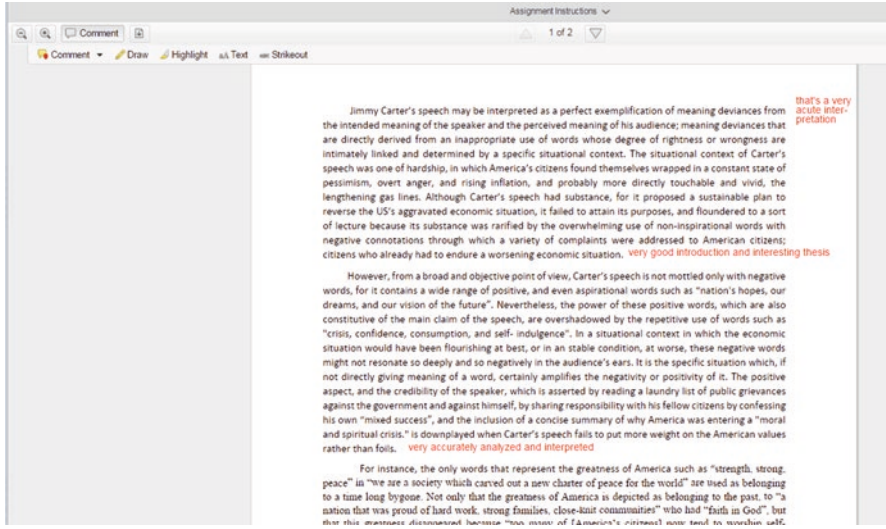 Assignment Instructions
Comment
1 of 2
Comment Draw Highlight Text Strikeout
that's a very
acute inter-
pretation
Jimmy Carter's speech may be interpreted as a perfect exemplification of meaning deviances from
the intended meaning of the speaker and the perceived meaning of his audience; meaning deviances that
are directly derived from an inappropriate use of words whose degree of rightness or wrongness are
intimately linked and determined by a specific situational context. The situational context of Carter's
speech was one of hardship, in which America's citizens found themselves wrapped in a constant state of
pessimism, overt anger, and rising inflation, and probably more directly touchable and vivid, the
lengthening gas lines. Although Carter's speech had substance, for it proposed a sustainable plan to
reverse the US's aggravated economic situation, it failed to attain its purposes, and floundered to a sort
of lecture because its substance was rarified by the overwhelming use of non-inspirational words with
negative connotations through which a variety of complaints were addressed to American citizens;
citizens who already had to endure a worsening economic situation. very good introduction and interesting thesis
However, from a broad and objective point of view, Carter's speech is not mottled only with negative
words, for it contains a wide range of positive, and even aspirational words such as "nation's hopes, our
dreams, and our vision of the future". Nevertheless, the power of these positive words, which are also
constitutive of the main claim of the speech, are overshadowed by the repetitive use of words such as
"crisis, confidence, consumption, and self- indulgence". In a situational context in which the economic
situation would have been flourishing at best, or in an stable condition, at worse, these negative words
might not resonate so deeply and so negatively in the audience's ears. It is the specific situation which, if
not directly giving meaning of a word, certainly amplifies the negativity or positivity of it. The positive
aspect, and the credibility of the speaker, which is asserted by reading a laundry list of public grievances
against the government and against himself, by sharing responsibility with his fellow citizens by confessing
his own "mixed success", and the inclusion of a concise summary of why America was entering a "moral
and spiritual crisis." is downplayed when Carter's speech fails to put more weight on the American values
rather than foils. very accurately analyzed and interpreted
For instance, the only words that represent the greatness of America such as "strength, strong,
peace" in "we are a society which carved out a new charter of peace for the world" are used as belonging
to a time long bygone. Not only that the greatness of America is depicted as belonging to the past, to "a
nation that was proud of hard work, strong families, close-knit communities" who had "faith in God", but
that this greatness disappeared because "too many of [America's citizens] now tend to worship self-